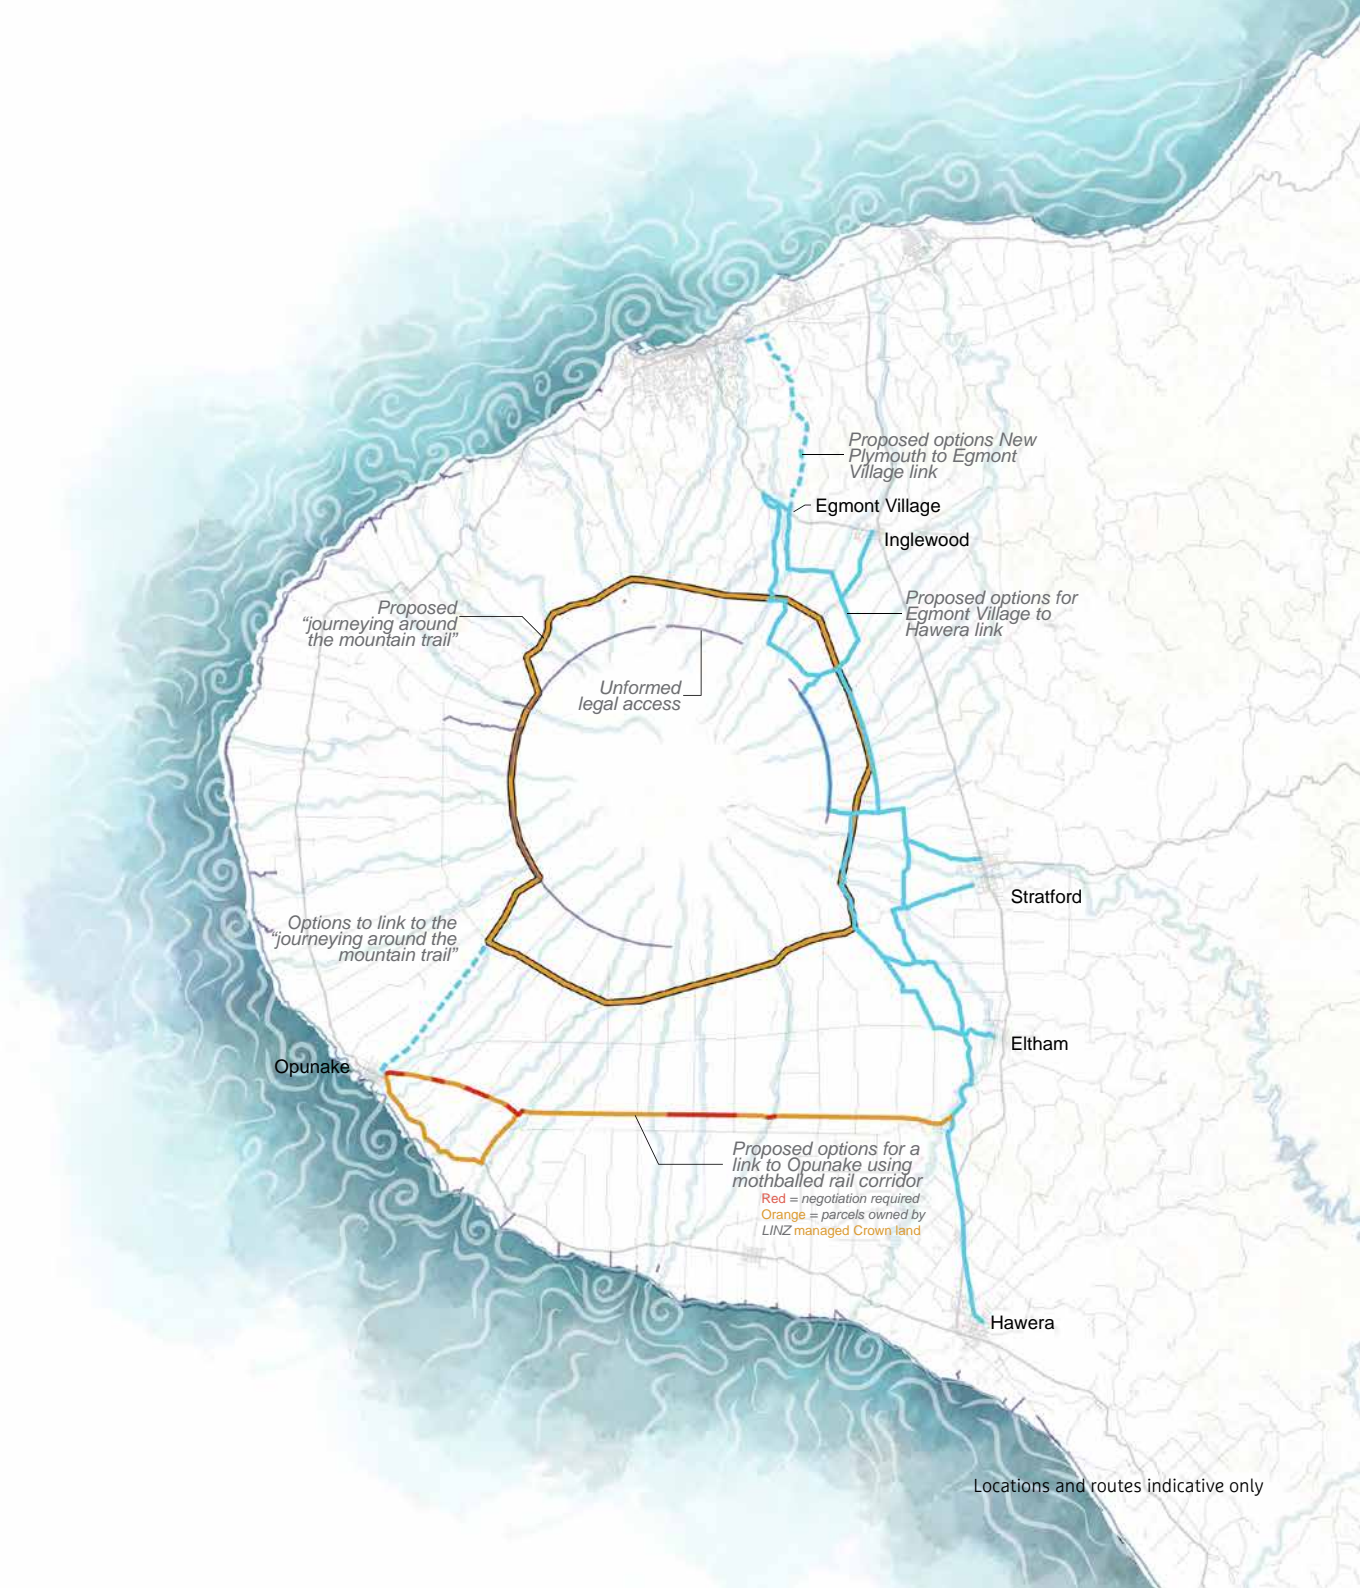 Proposed options New
Plymouth to Egmont
Village link
Egmont Village
Inglewood
Proposed options for
Egmont Village to
Hawera link
Proposed
“journeying around
the mountain trail”
Unformed
legal access
Stratford
Options to link to the
“journeying around the
mountain trail”
Eltham
Opunake
Proposed options for a
link to Opunake using
mothballed rail corridor
Red = negotiation required
Orange = parcels owned by
LINZ managed Crown land
Hawera
Locations and routes indicative only